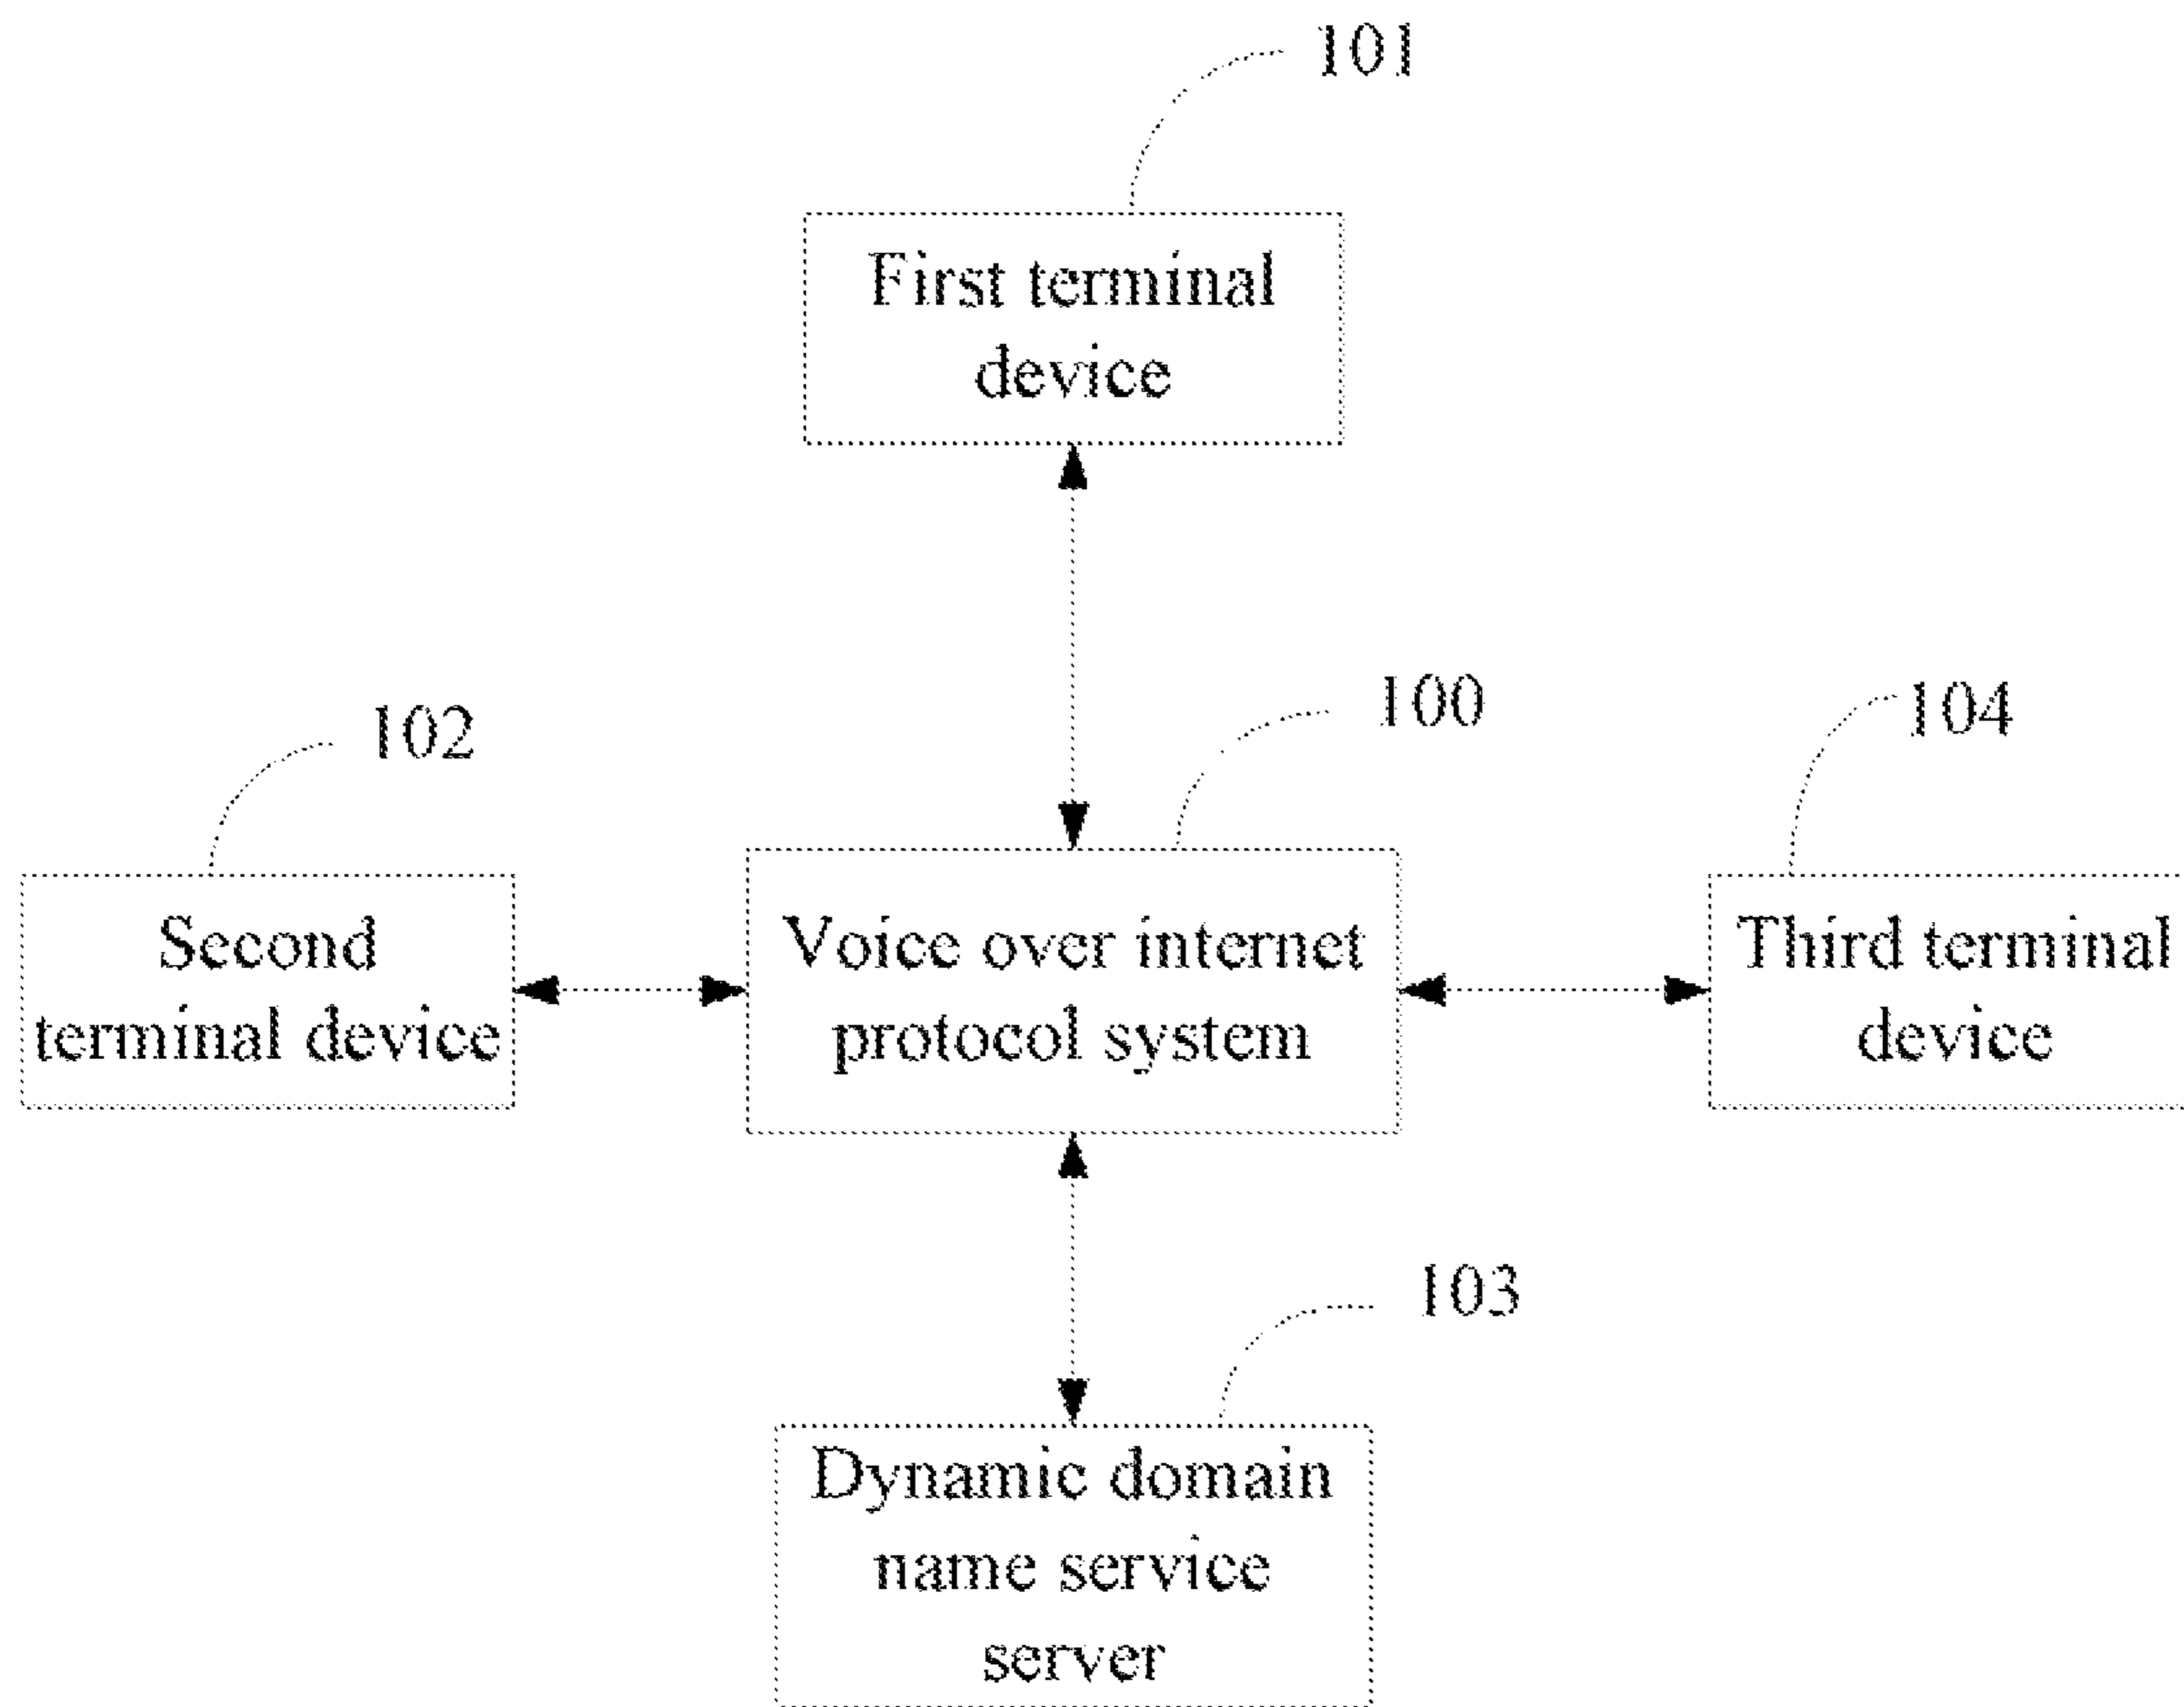 101
First terminal
device
100
104
102
Second
terminal device
Voice over internet
protocol system
Third terminal
device
103
Dynamic domain
name service
server